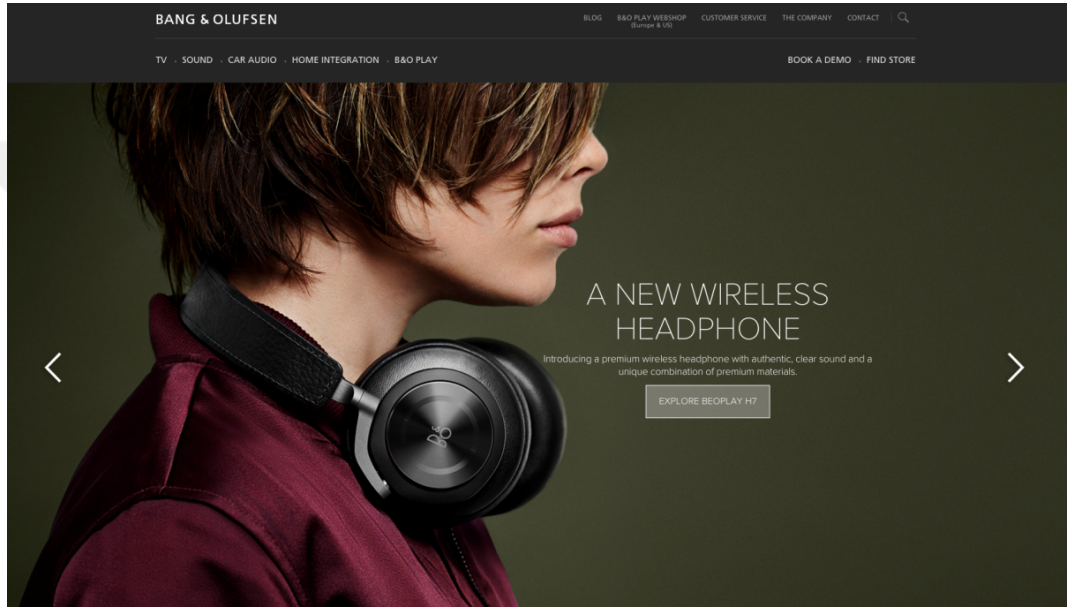 BANG & OLUFSEN
BLOG
B&O PLAY WEBSHOP
(Europe & US)
CUSTOMER SERVICE
THE COMPANY
CONTACT
TV
SOUND
CAR AUDIO
HOME INTEGRATION
B&O PLAY
BOOK A DEMO
FIND STORE
A NEW WIRELESS
HEADPHONE
Introducing a premium wireless headphone with authentic, clear sound and a
unique combination of premium materials.
EXPLORE BEOPLAY H7
B&O